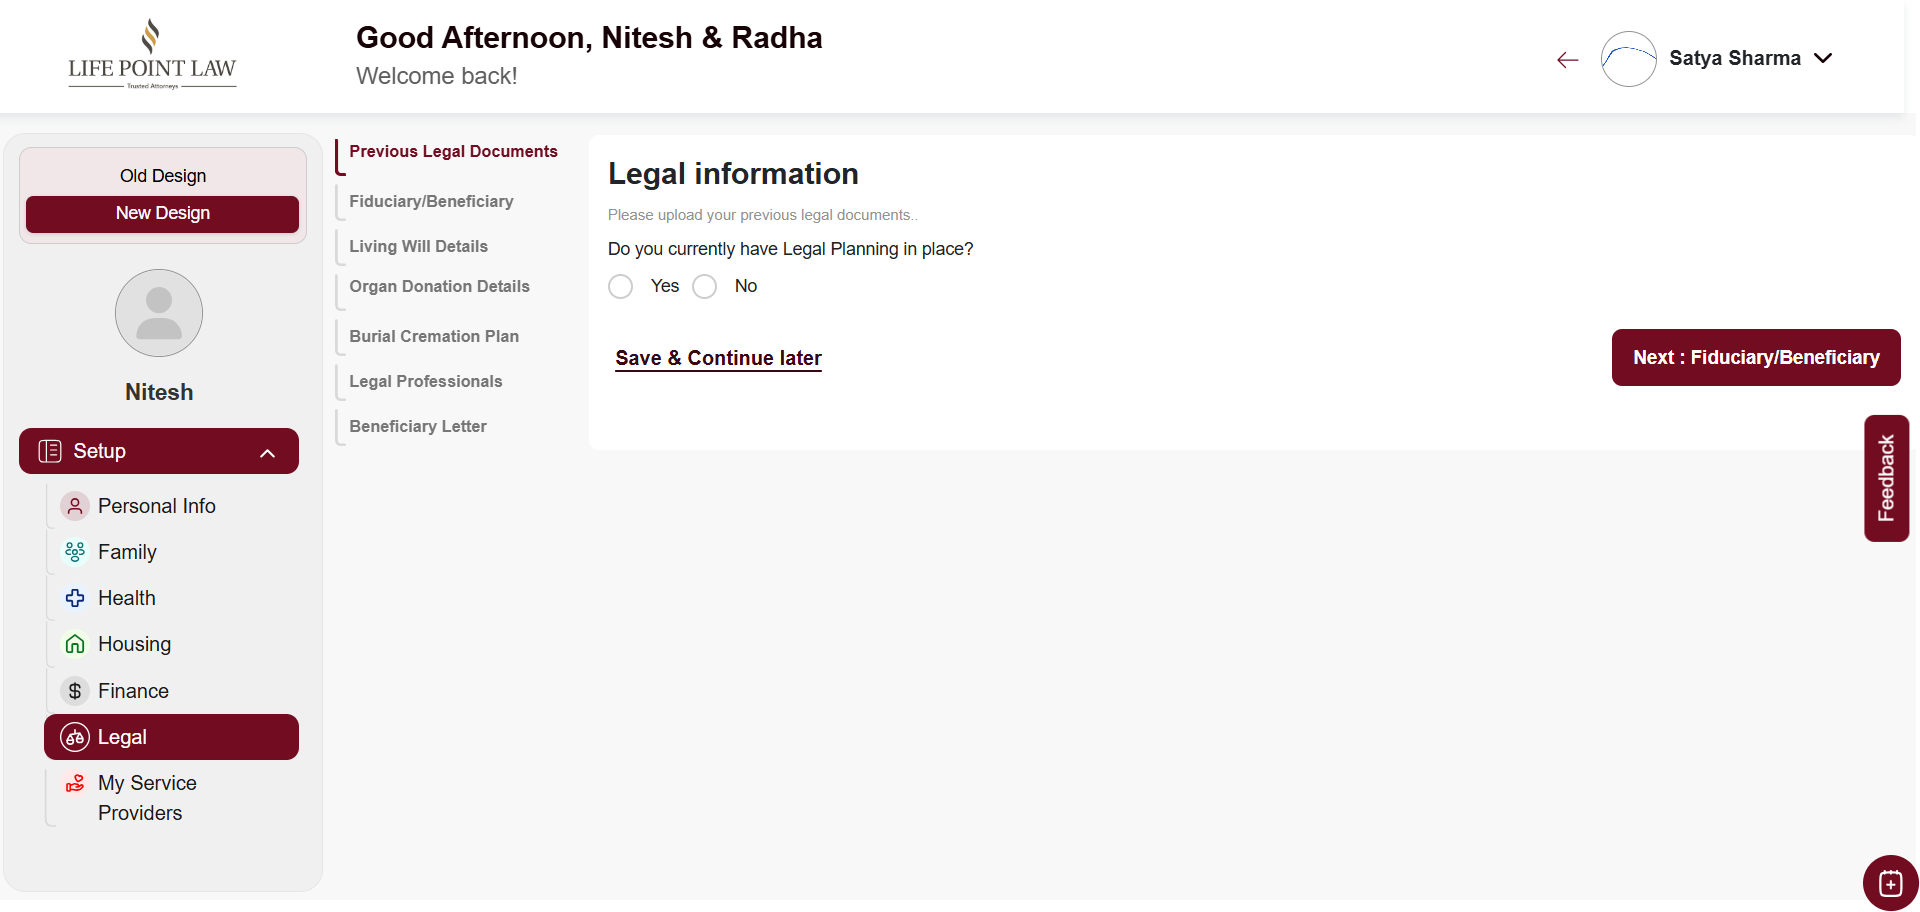 LIFE POINT LAW
Trusted Attorneys
Good Afternoon, Nitesh & Radha
Welcome back!
Satya Sharma
Old Design
New Design
Nitesh
Setup
Personal Info
Family
Health
Housing
Finance
Legal
My Service
Providers
Previous Legal Documents
Fiduciary/Beneficiary
Living Will Details
Organ Donation Details
Burial Cremation Plan
Legal Professionals
Beneficiary Letter
Legal information
Please upload your previous legal documents..
Do you currently have Legal Planning in place?
Yes No
Save & Continue later
Next : Fiduciary/Beneficiary
Feedback